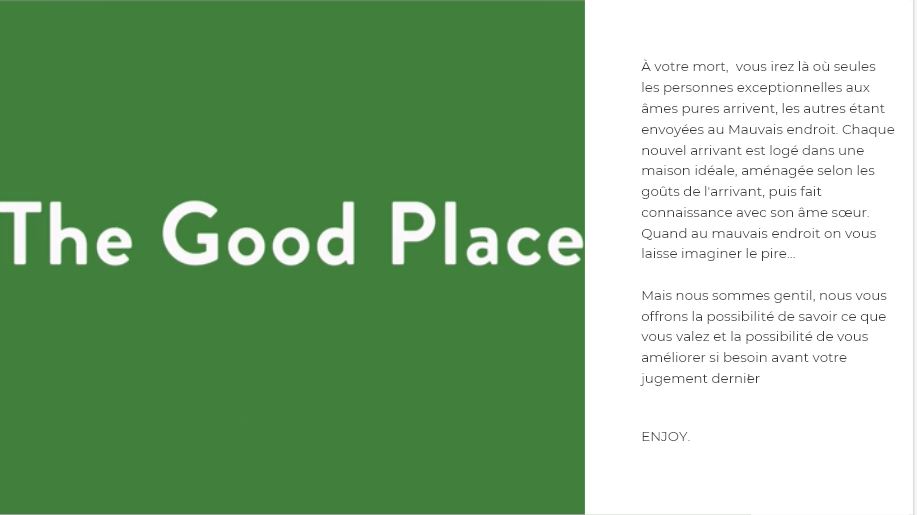 The Good Place
À votre mort,  vous irez là où seules
les personnes exceptionnelles aux
âmes pures arrivent, les autres étant
envoyées au Mauvais endroit. Chaque
nouvel arrivant est logé dans une
maison idéale, aménagée selon les
goûts de l'arrivant, puis fait
connaissance avec son âme sœur.
Quand au mauvais endroit on vous
laisse imaginer le pire...
Mais nous sommes gentil, nous vous
offrons la possibilité de savoir ce que
vous valez et la possibilité de vous
améliorer si besoin avant votre
jugement dernier
ENJOY.